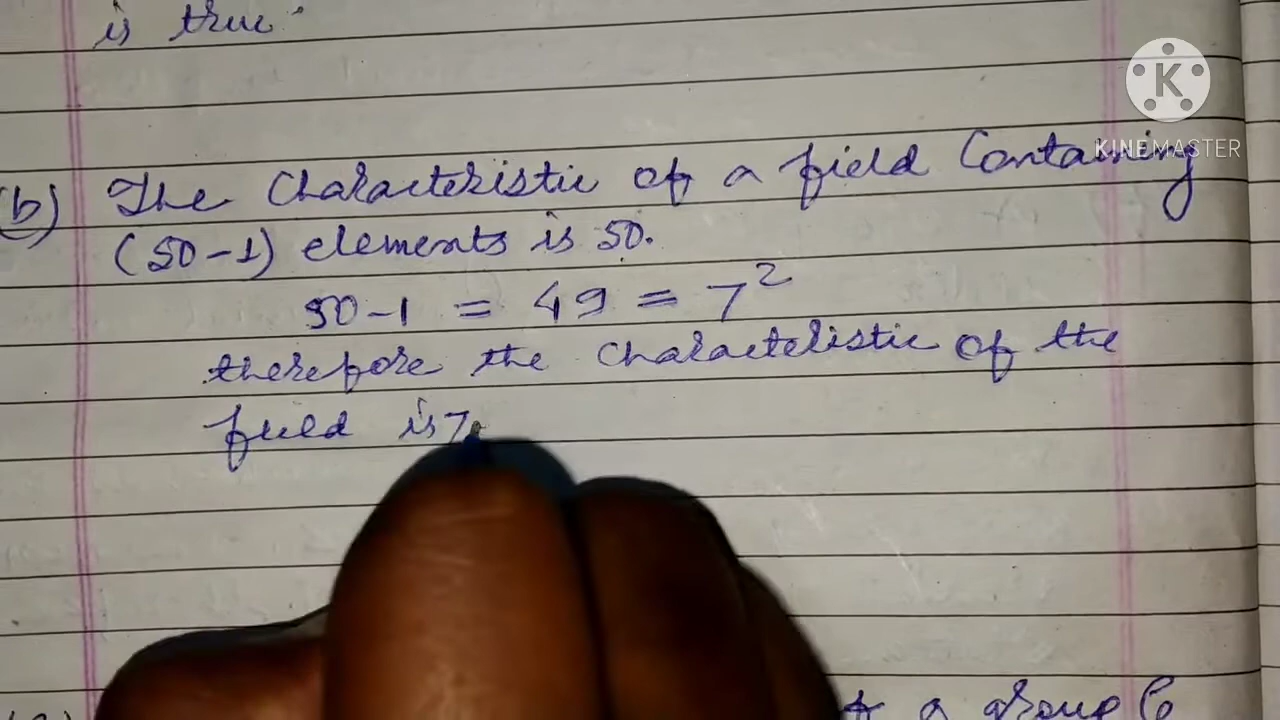 is true.
K
KINEMASTER
(b) The Characteristic of a field Containing
(50-1) elements is 50.
50-1 = 49 = 7²
therefore the characteristic of the
field is 7
a group G